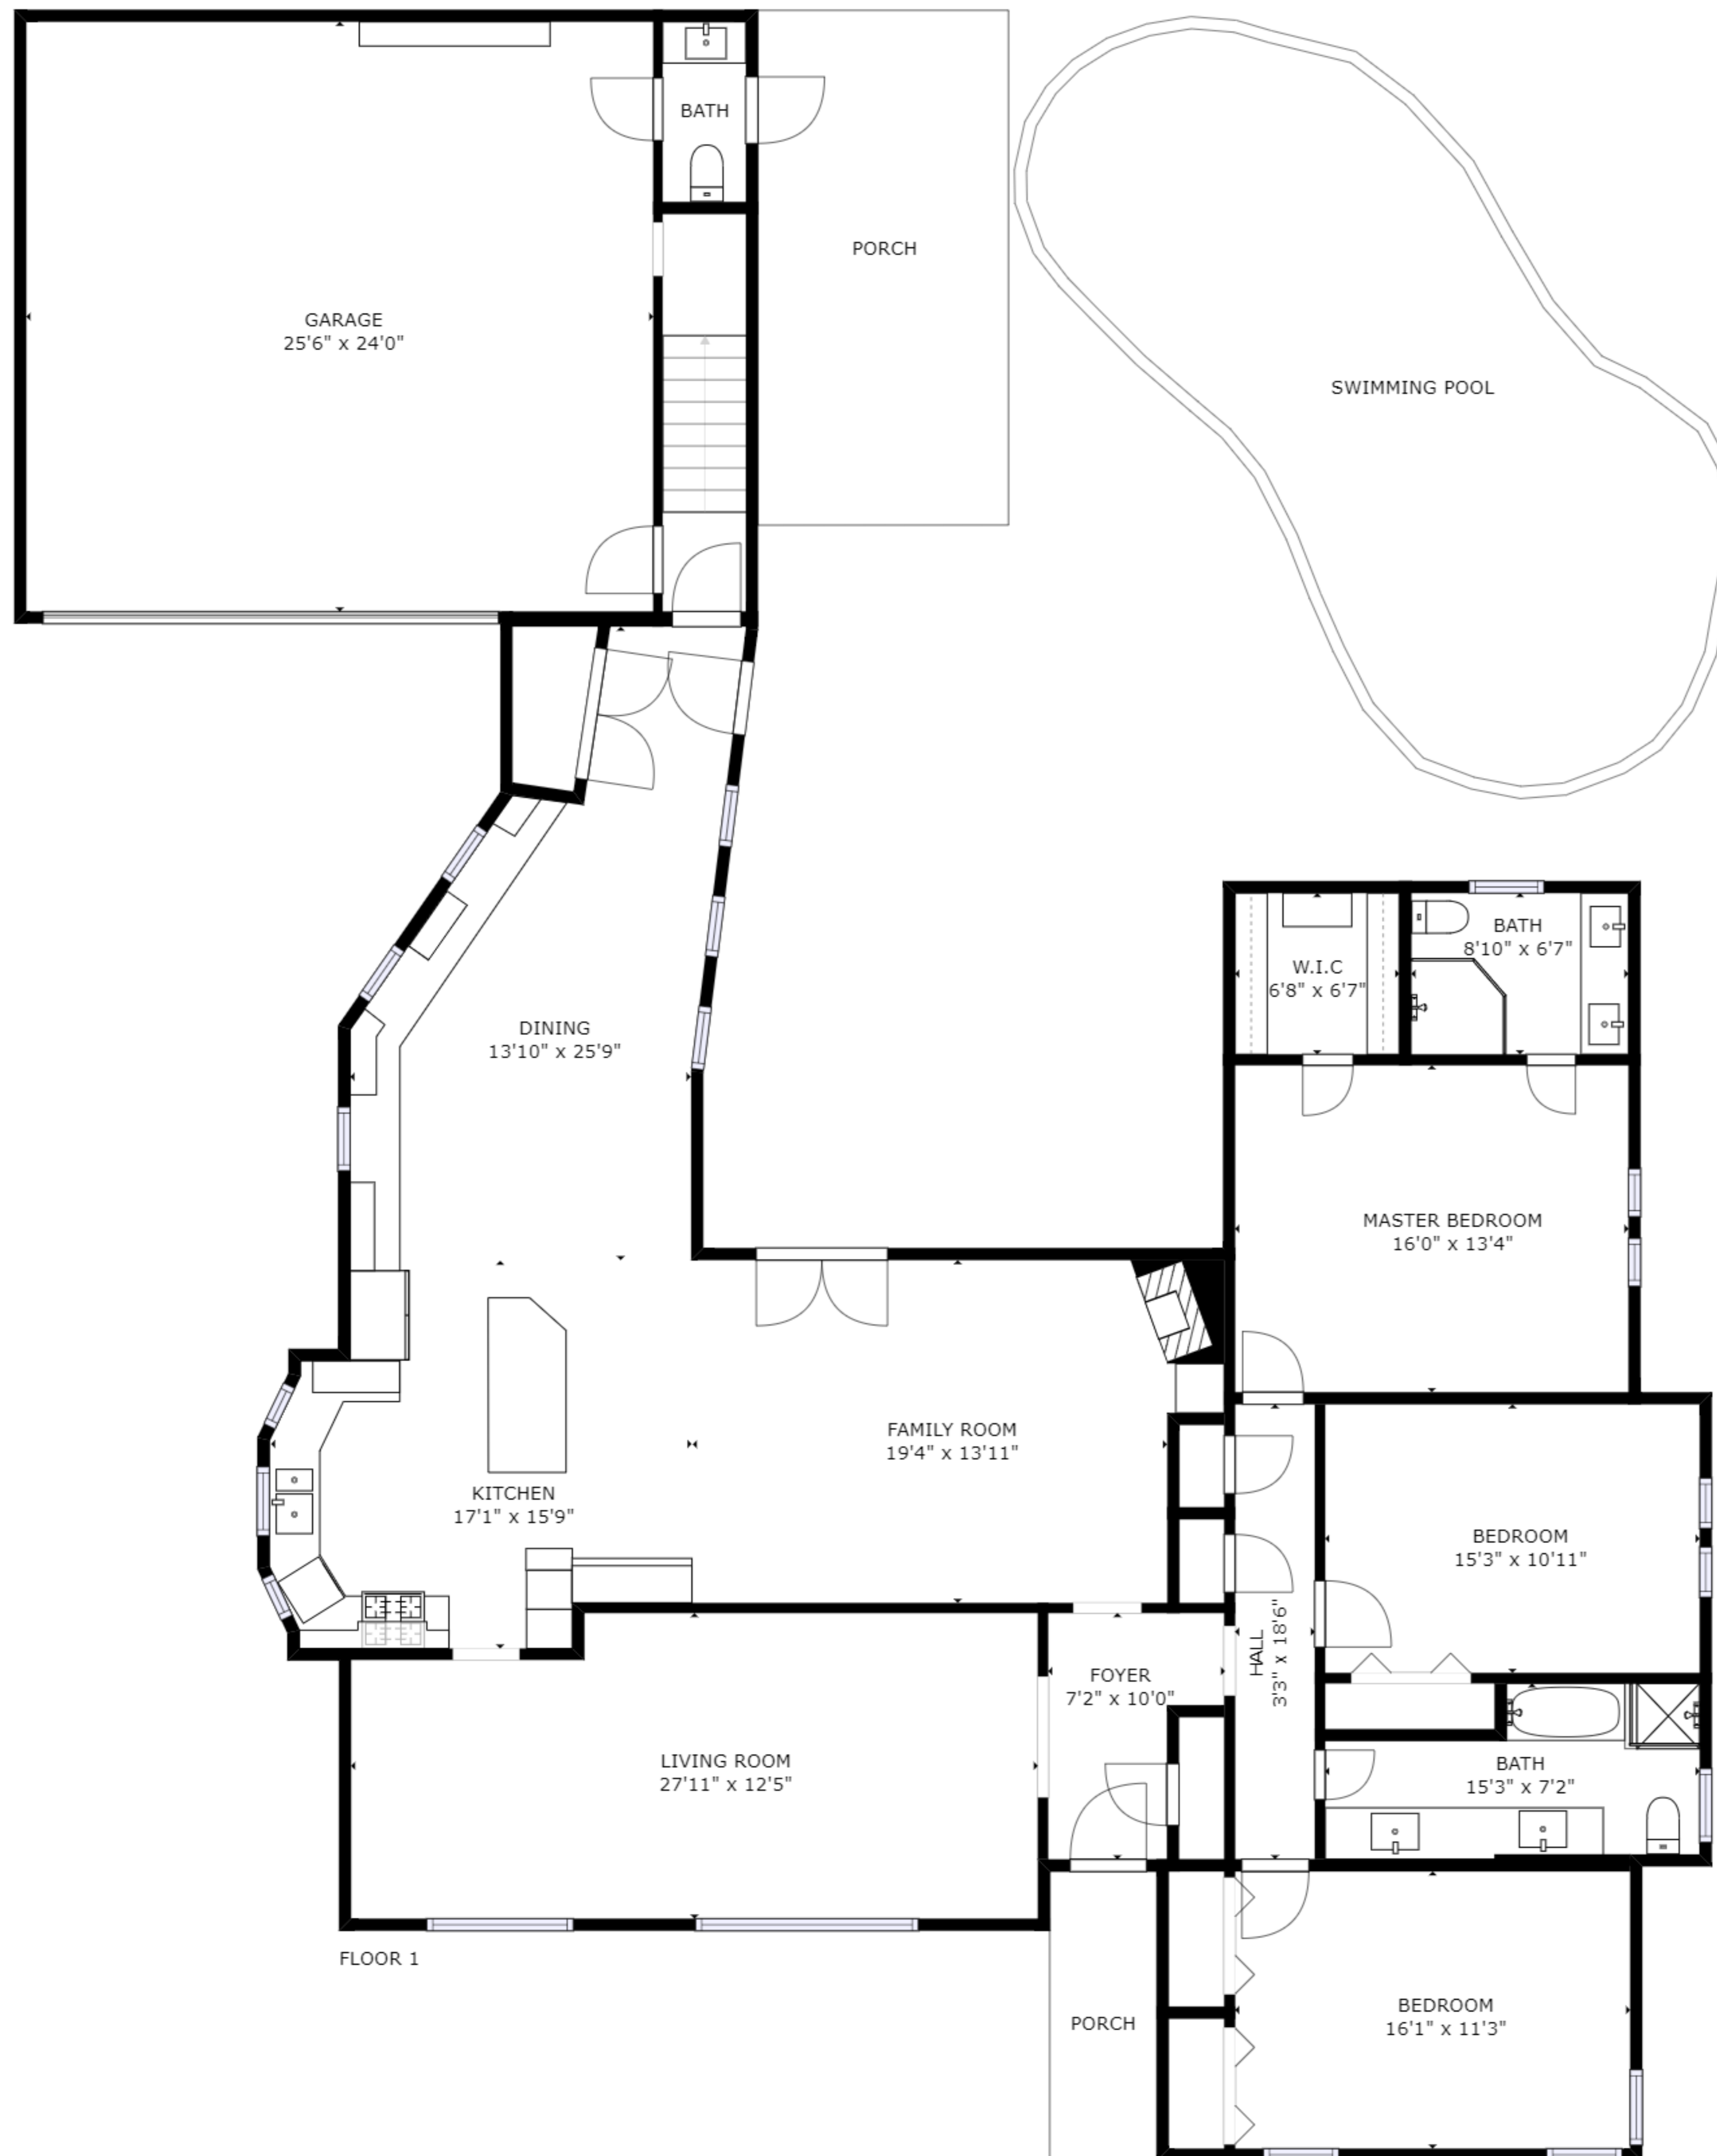 BATH
PORCH
GARAGE
25'6" x 24'0"
SWIMMING POOL
BATH
8'10" x 6'7"
W.I.C
6'8" x 6'7"
DINING
13'10" x 25'9"
MASTER BEDROOM
16'0" x 13'4"
FAMILY ROOM
19'4" x 13'11"
KITCHEN
17'1" x 15'9"
BEDROOM
15'3" x 10'11"
HALL
3'3" x 18'6"
FOYER
7'2" x 10'0"
LIVING ROOM
27'11" x 12'5"
BATH
15'3" x 7'2"
FLOOR 1
PORCH
BEDROOM
16'1" x 11'3"